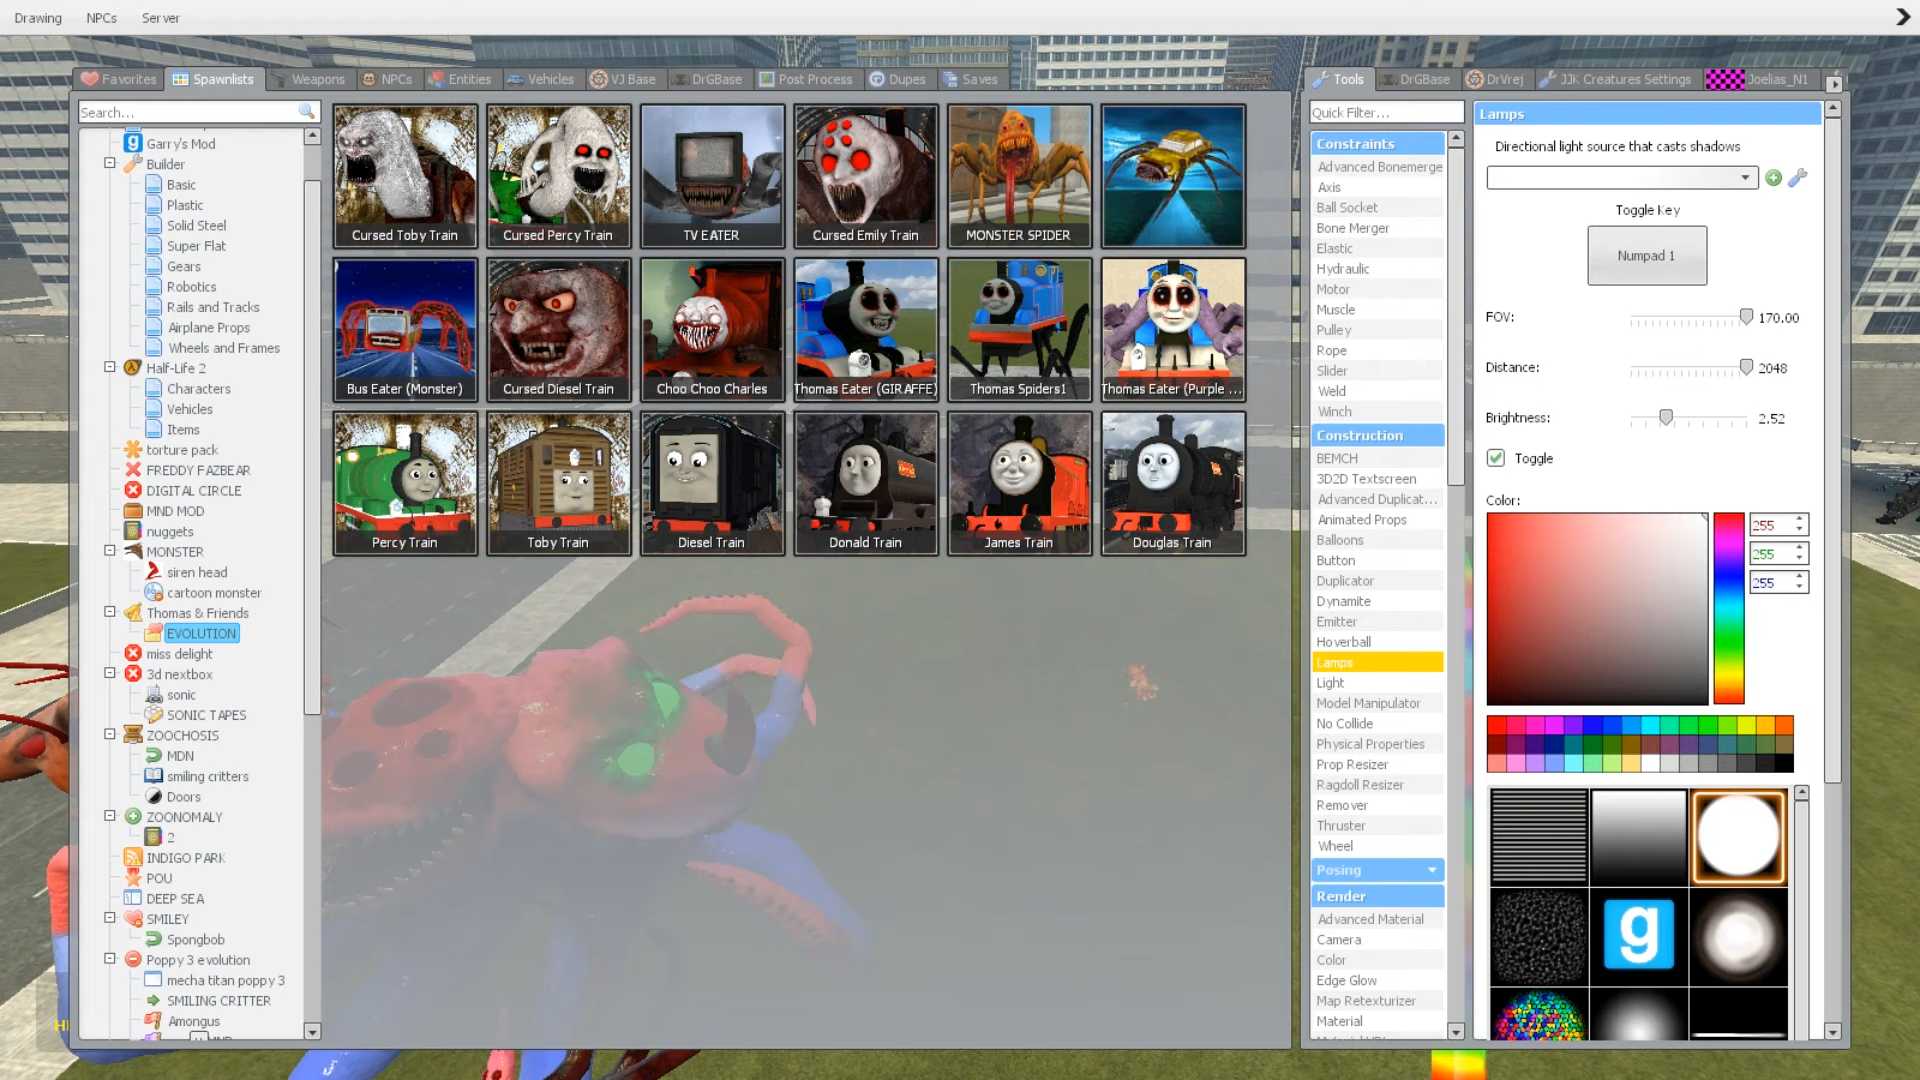 Drawing NPCs Server
Favorites Spawnlists Weapons NPCs Entities Vehicles VJ Base DrGBase Post Process Dupes Saves
Search...
Garry's Mod
Builder
Basic
Plastic
Solid Steel
Super Flat
Gears
Robotics
Rails and Tracks
Airplane Props
Wheels and Frames
Half-Life 2
Characters
Vehicles
Items
torture pack
FREDDY FAZBEAR
DIGITAL CIRCLE
MND MOD
nuggets
MONSTER
siren head
cartoon monster
Thomas & Friends
EVOLUTION
miss delight
3d nextbox
sonic
SONIC TAPES
ZOOCHOSIS
MDN
smiling critters
Doors
ZOONOMALY
2
INDIGO PARK
POU
DEEP SEA
SMILEY
Spongbob
Poppy 3 evolution
mecha titan poppy 3
SMILING CRITTER
Amongus
Cursed Toby Train Cursed Percy Train TV EATER Cursed Emily Train MONSTER SPIDER
Bus Eater (Monster) Cursed Diesel Train Choo Choo Charles Thomas Eater (GIRAFFE) Thomas Spiders1 Thomas Eater (Purple ...
Percy Train Toby Train Diesel Train Donald Train James Train Douglas Train
Tools DrGBase DrVrej JJK Creatures Settings Joelias_N1
Quick Filter...
Constraints
Advanced Bonemerge
Axis
Ball Socket
Bone Merger
Elastic
Hydraulic
Motor
Muscle
Pulley
Rope
Slider
Weld
Winch
Construction
BEMCH
3D2D Textscreen
Advanced Duplicat...
Animated Props
Balloons
Button
Duplicator
Dynamite
Emitter
Hoverball
Lamps
Light
Model Manipulator
No Collide
Physical Properties
Prop Resizer
Ragdoll Resizer
Remover
Thruster
Wheel
Posing
Render
Advanced Material
Camera
Color
Edge Glow
Map Retexturizer
Material
Lamps
Directional light source that casts shadows
Toggle Key
Numpad 1
FOV: 170.00
Distance: 2048
Brightness: 2.52
Toggle
Color:
255
255
255
g